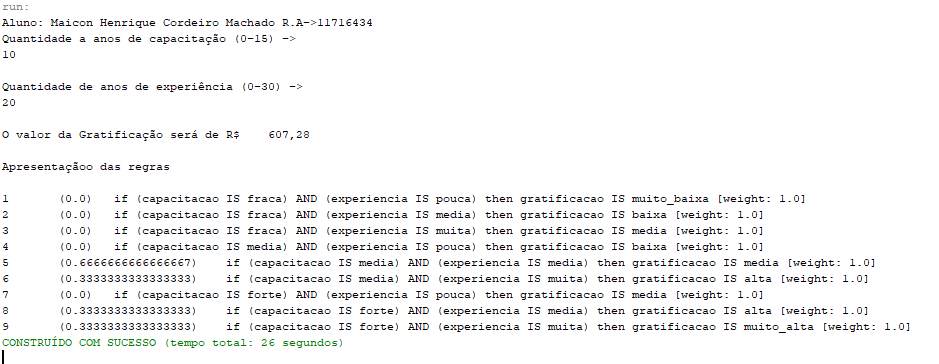 run:
Aluno: Maicon Henrique Cordeiro Machado R.A->11716434
Quantidade a anos de capacitação (0-15) ->
10
Quantidade de anos de experiência (0-30) ->
20
O valor da Gratificação será de R$ 607,28
Apresentaçãoo das regras
1 (0.0) if (capacitacao IS fraca) AND (experiencia IS pouca) then gratificacao IS muito_baixa [weight: 1.0]
2 (0.0) if (capacitacao IS fraca) AND (experiencia IS media) then gratificacao IS baixa [weight: 1.0]
3 (0.0) if (capacitacao IS fraca) AND (experiencia IS muita) then gratificacao IS media [weight: 1.0]
4 (0.0) if (capacitacao IS media) AND (experiencia IS pouca) then gratificacao IS baixa [weight: 1.0]
5 (0.6666666666666667) if (capacitacao IS media) AND (experiencia IS media) then gratificacao IS media [weight: 1.0]
6 (0.3333333333333333) if (capacitacao IS media) AND (experiencia IS muita) then gratificacao IS alta [weight: 1.0]
7 (0.0) if (capacitacao IS forte) AND (experiencia IS pouca) then gratificacao IS media [weight: 1.0]
8 (0.3333333333333333) if (capacitacao IS forte) AND (experiencia IS media) then gratificacao IS alta [weight: 1.0]
9 (0.3333333333333333) if (capacitacao IS forte) AND (experiencia IS muita) then gratificacao IS muito_alta [weight: 1.0]
CONSTRUÍDO COM SUCESSO (tempo total: 26 segundos)